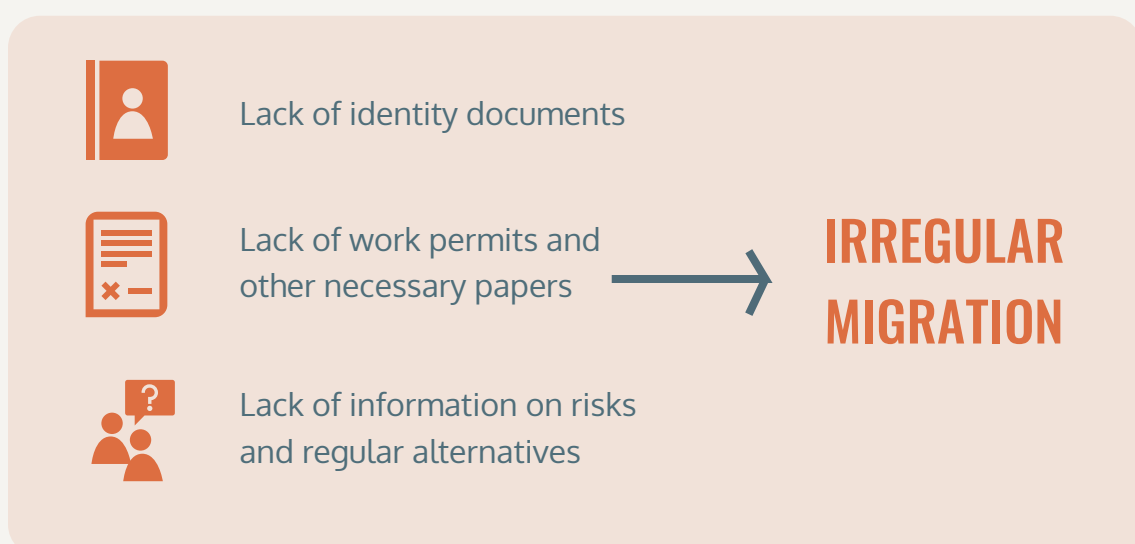 Lack of identity documents
Lack of work permits and
other necessary papers
Lack of information on risks
and regular alternatives
IRREGULAR
MIGRATION
?